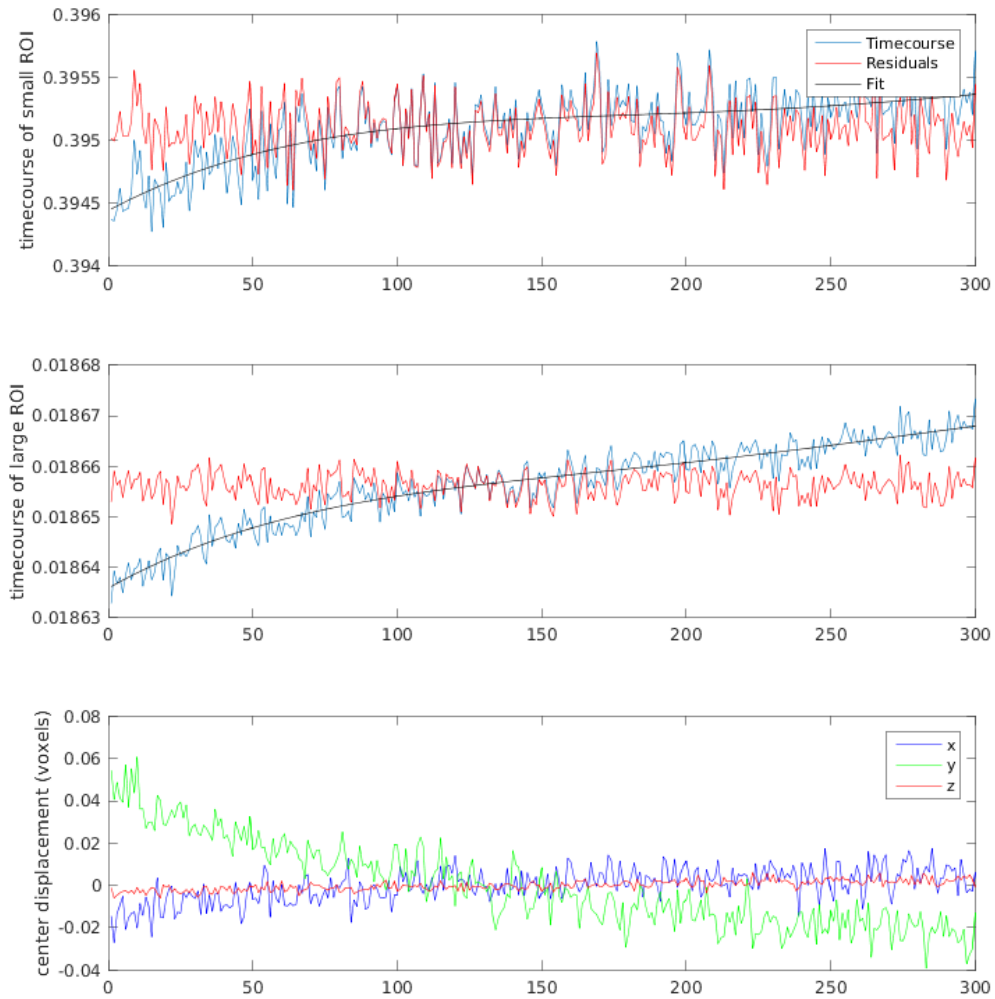 timecourse of small ROI
0.396
0.3955
0.395
0.3945
0.394
0 50 100 150 200 250 300
Timecourse
Residuals
Fit
timecourse of large ROI
0.01868
0.01867
0.01866
0.01865
0.01864
0.01863
0 50 100 150 200 250 300
center displacement (voxels)
0.08
0.06
0.04
0.02
0
-0.02
-0.04
0 50 100 150 200 250 300
x
y
z